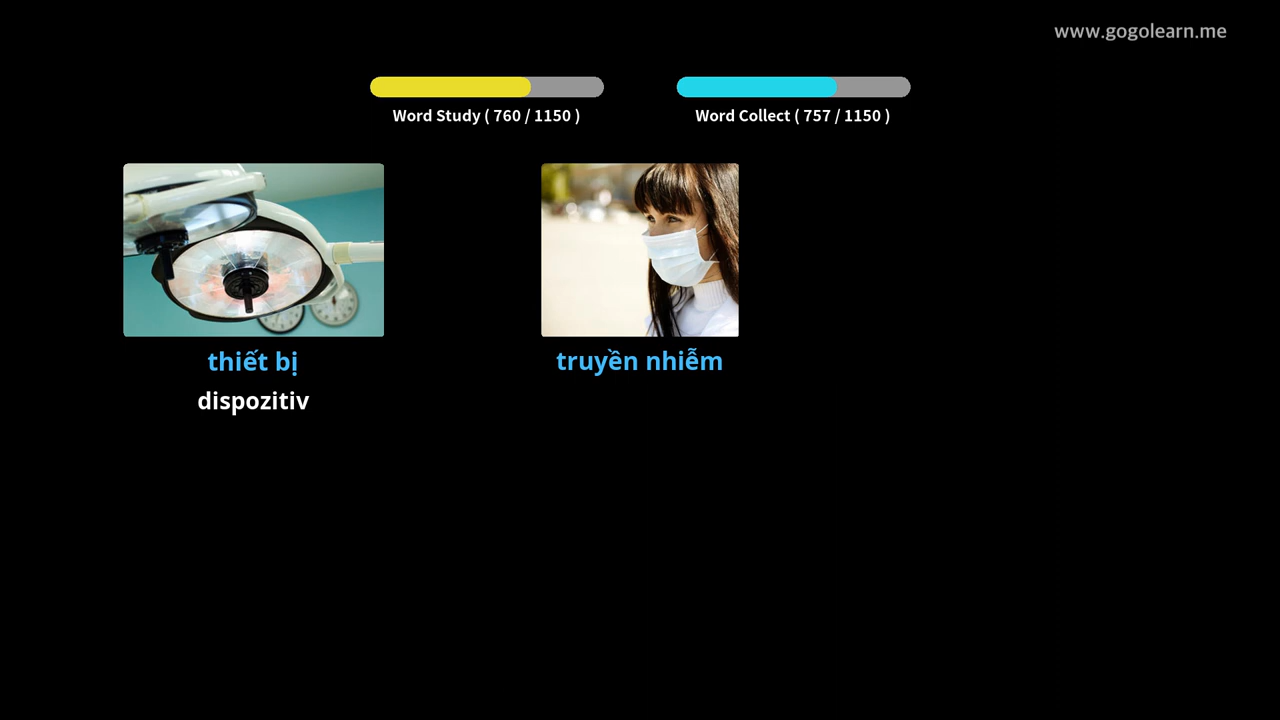 www.gogolearn.me
Word Study ( 760 / 1150 )
Word Collect ( 757 / 1150 )
thiết bị
dispozitiv
truyền nhiễm